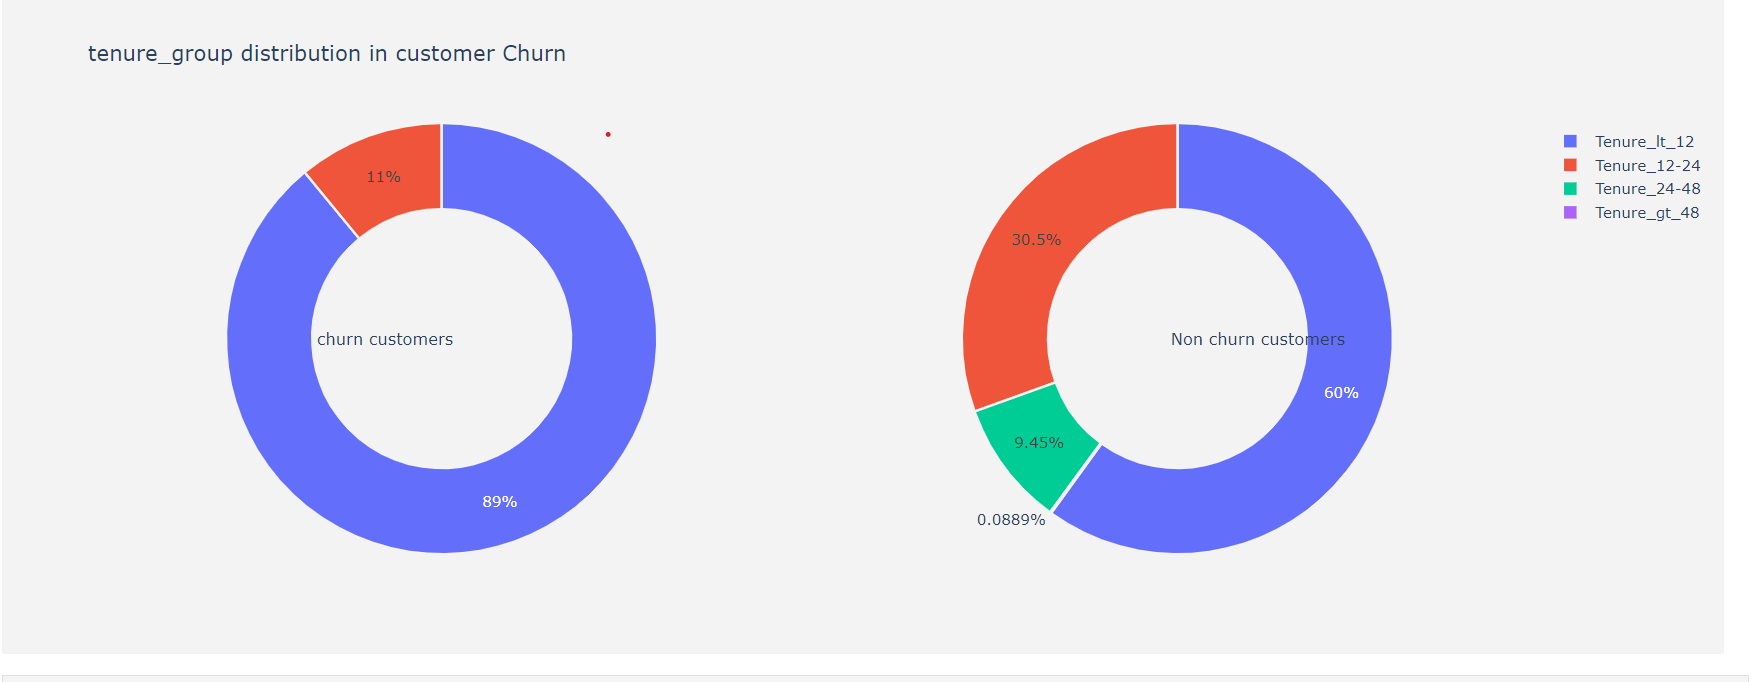 tenure_group distribution in customer Churn
11%
churn customers
89%
30.5%
Non churn customers
60%
9.45%
0.0889%
Tenure_lt_12
Tenure_12-24
Tenure_24-48
Tenure_gt_48